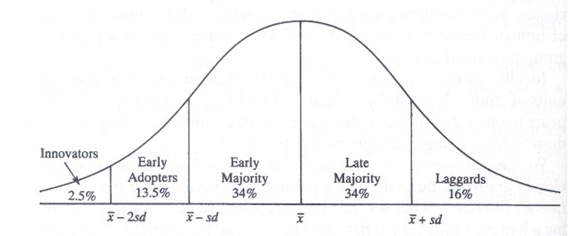 Innovators
2.5%
Early
Adopters
13.5%
Early
Majority
34%
Late
Majority
34%
Laggards
16%
x̄ − 2sd
x̄ − sd
x̄
x̄ + sd